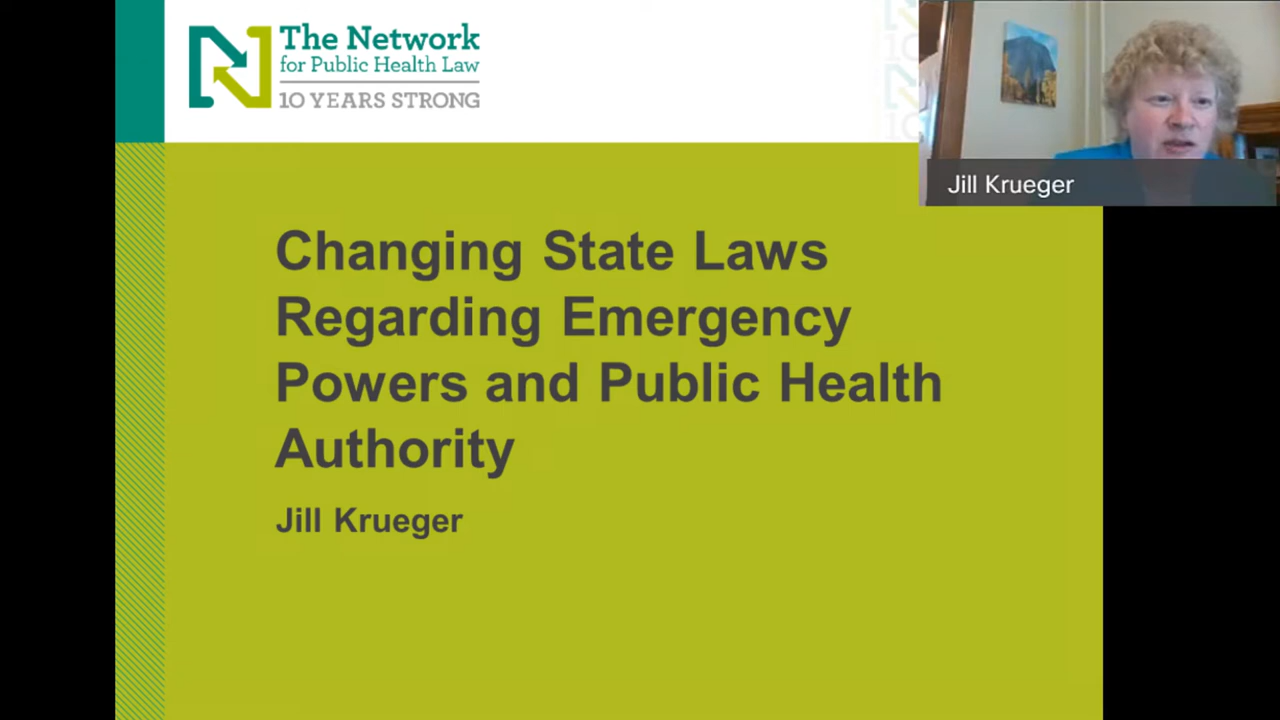 The Network
for Public Health Law
10 YEARS STRONG
Jill Krueger
Changing State Laws
Regarding Emergency
Powers and Public Health
Authority
Jill Krueger